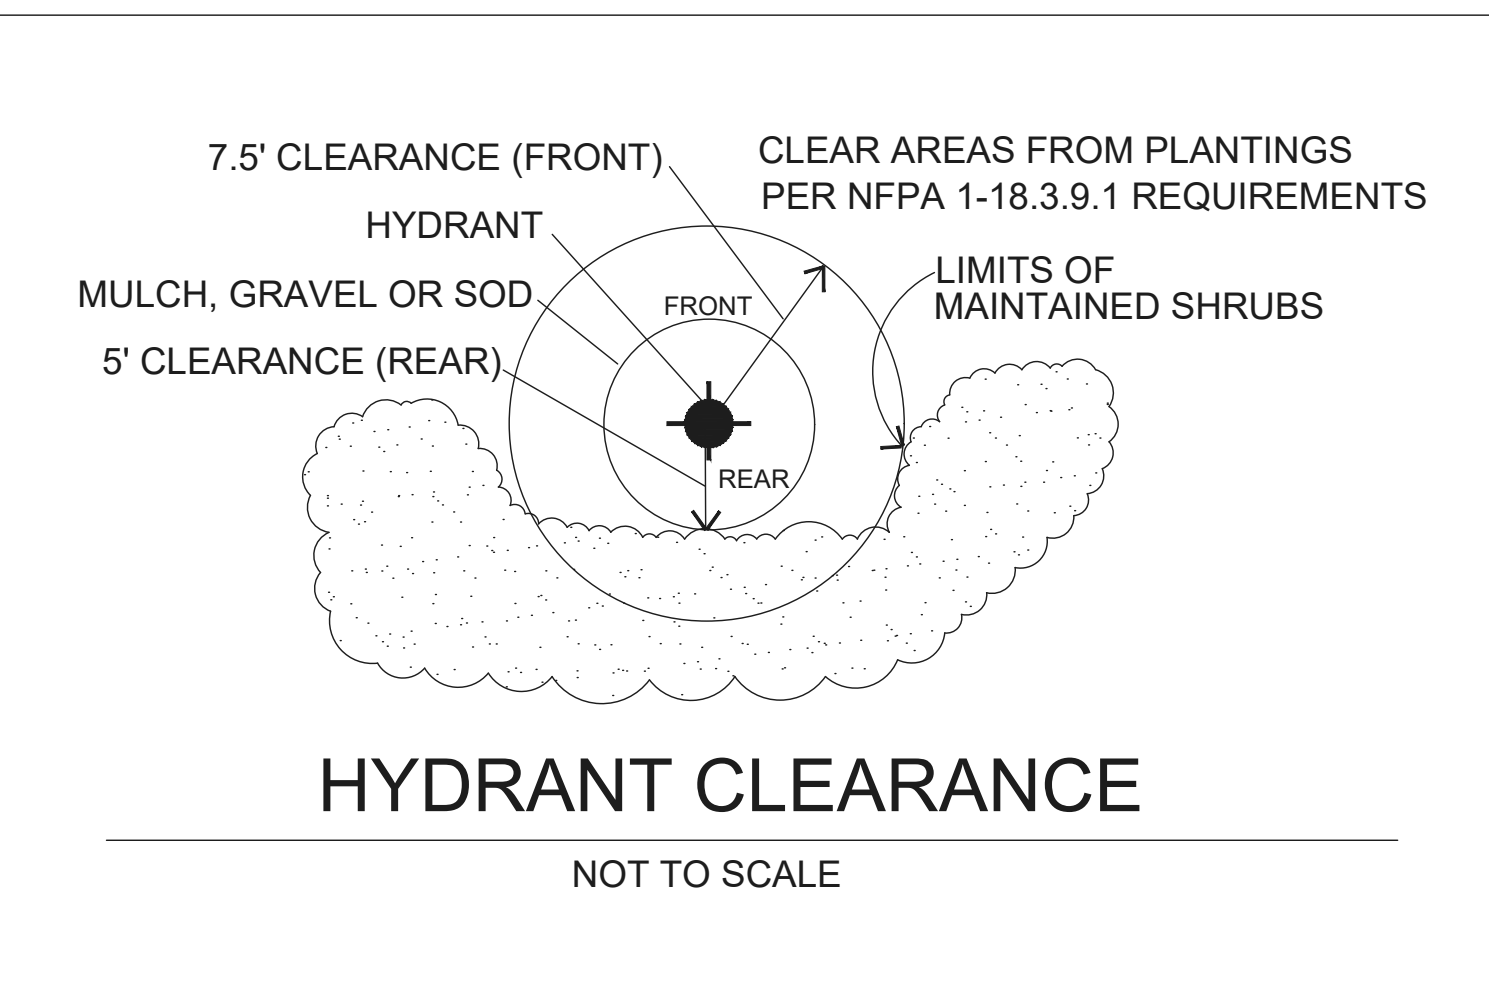 7.5' CLEARANCE (FRONT)
CLEAR AREAS FROM PLANTINGS
PER NFPA 1-18.3.9.1 REQUIREMENTS
HYDRANT
MULCH, GRAVEL OR SOD
5' CLEARANCE (REAR)
FRONT
LIMITS OF
MAINTAINED SHRUBS
REAR
HYDRANT CLEARANCE
NOT TO SCALE